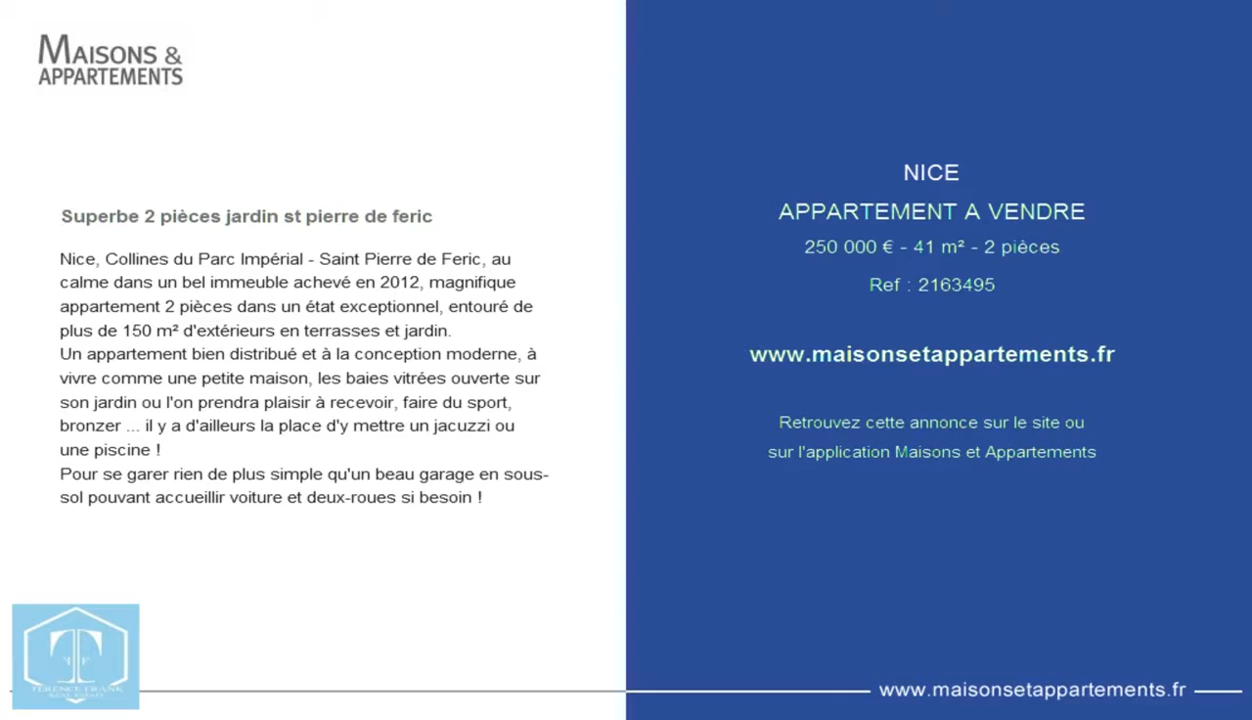 MAISONS &
APPARTEMENTS
Superbe 2 pièces jardin st pierre de feric
Nice, Collines du Parc Impérial - Saint Pierre de Feric, au
calme dans un bel immeuble achevé en 2012, magnifique
appartement 2 pièces dans un état exceptionnel, entouré de
plus de 150 m² d'extérieurs en terrasses et jardin.
Un appartement bien distribué et à la conception moderne, à
vivre comme une petite maison, les baies vitrées ouverte sur
son jardin ou l'on prendra plaisir à recevoir, faire du sport,
bronzer ... il y a d'ailleurs la place d'y mettre un jacuzzi ou
une piscine !
Pour se garer rien de plus simple qu'un beau garage en sous-
sol pouvant accueillir voiture et deux-roues si besoin !
NICE
APPARTEMENT A VENDRE
250 000 € - 41 m² - 2 pièces
Ref : 2163495
www.maisonsetappartements.fr
Retrouvez cette annonce sur le site ou
sur l'application Maisons et Appartements
TERENCE FRANK
REAL ESTATE
www.maisonsetappartements.fr